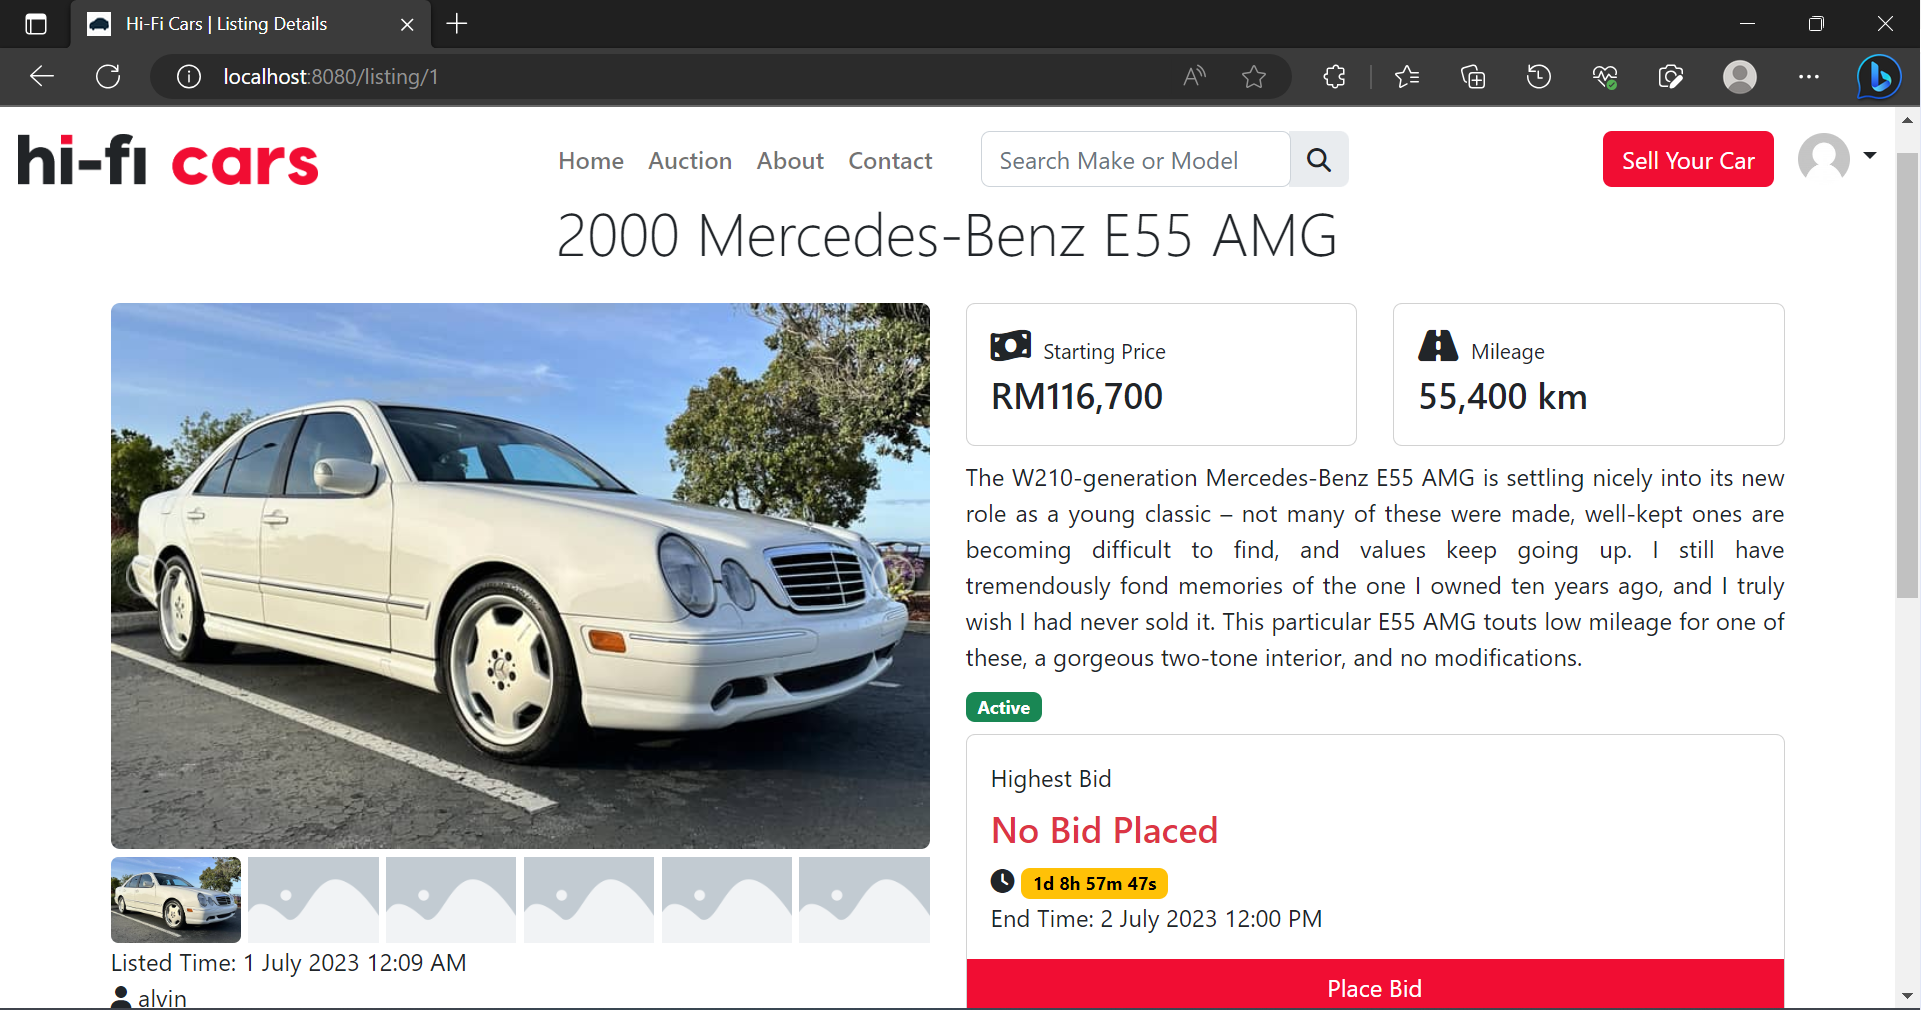 Hi-Fi Cars | Listing Details
localhost:8080/listing/1
hi-fi cars
Home Auction About Contact
Search Make or Model
Sell Your Car
2000 Mercedes-Benz E55 AMG
Starting Price
RM116,700
Mileage
55,400 km
The W210-generation Mercedes-Benz E55 AMG is settling nicely into its new
role as a young classic – not many of these were made, well-kept ones are
becoming difficult to find, and values keep going up. I still have
tremendously fond memories of the one I owned ten years ago, and I truly
wish I had never sold it. This particular E55 AMG touts low mileage for one of
these, a gorgeous two-tone interior, and no modifications.
Active
Highest Bid
No Bid Placed
1d 8h 57m 47s
End Time: 2 July 2023 12:00 PM
Place Bid
Listed Time: 1 July 2023 12:09 AM
alvin